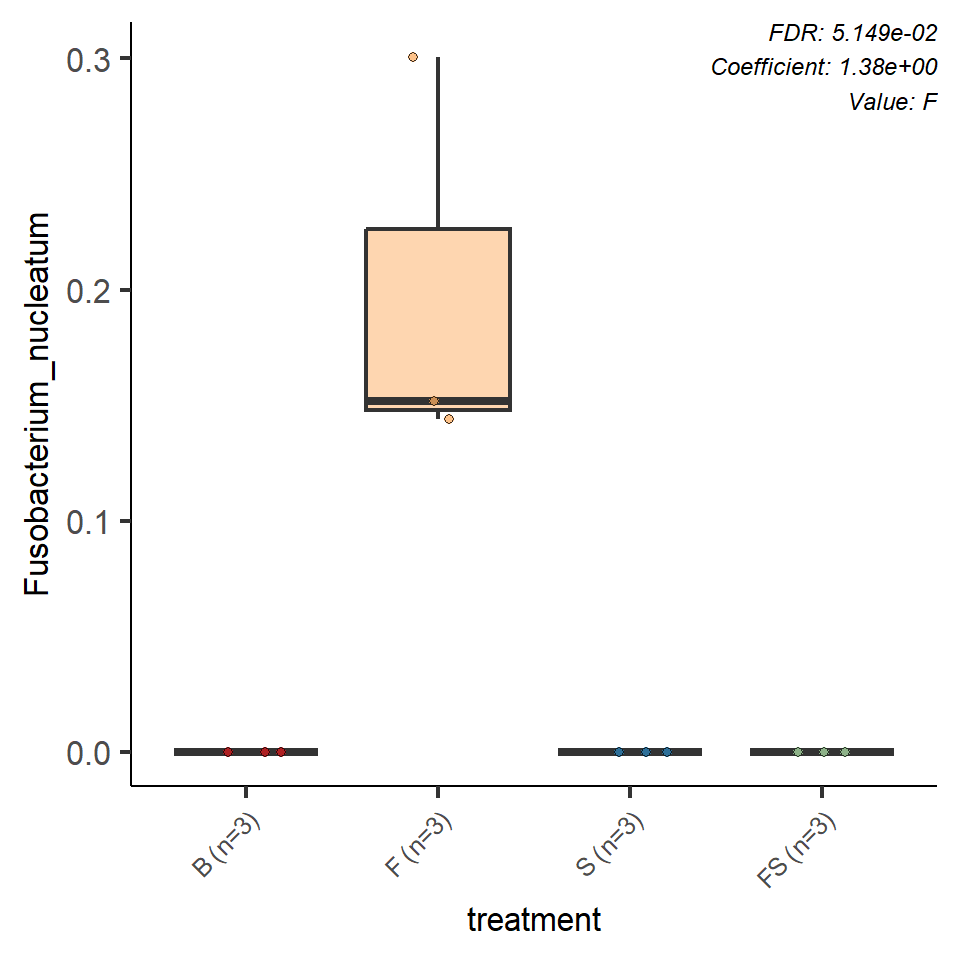 FDR: 5.149e-02
Coefficient: 1.38e+00
Value: F
Fusobacterium_nucleatum
0.3
0.2
0.1
0.0
B (n=3)
F (n=3)
S (n=3)
FS (n=3)
treatment